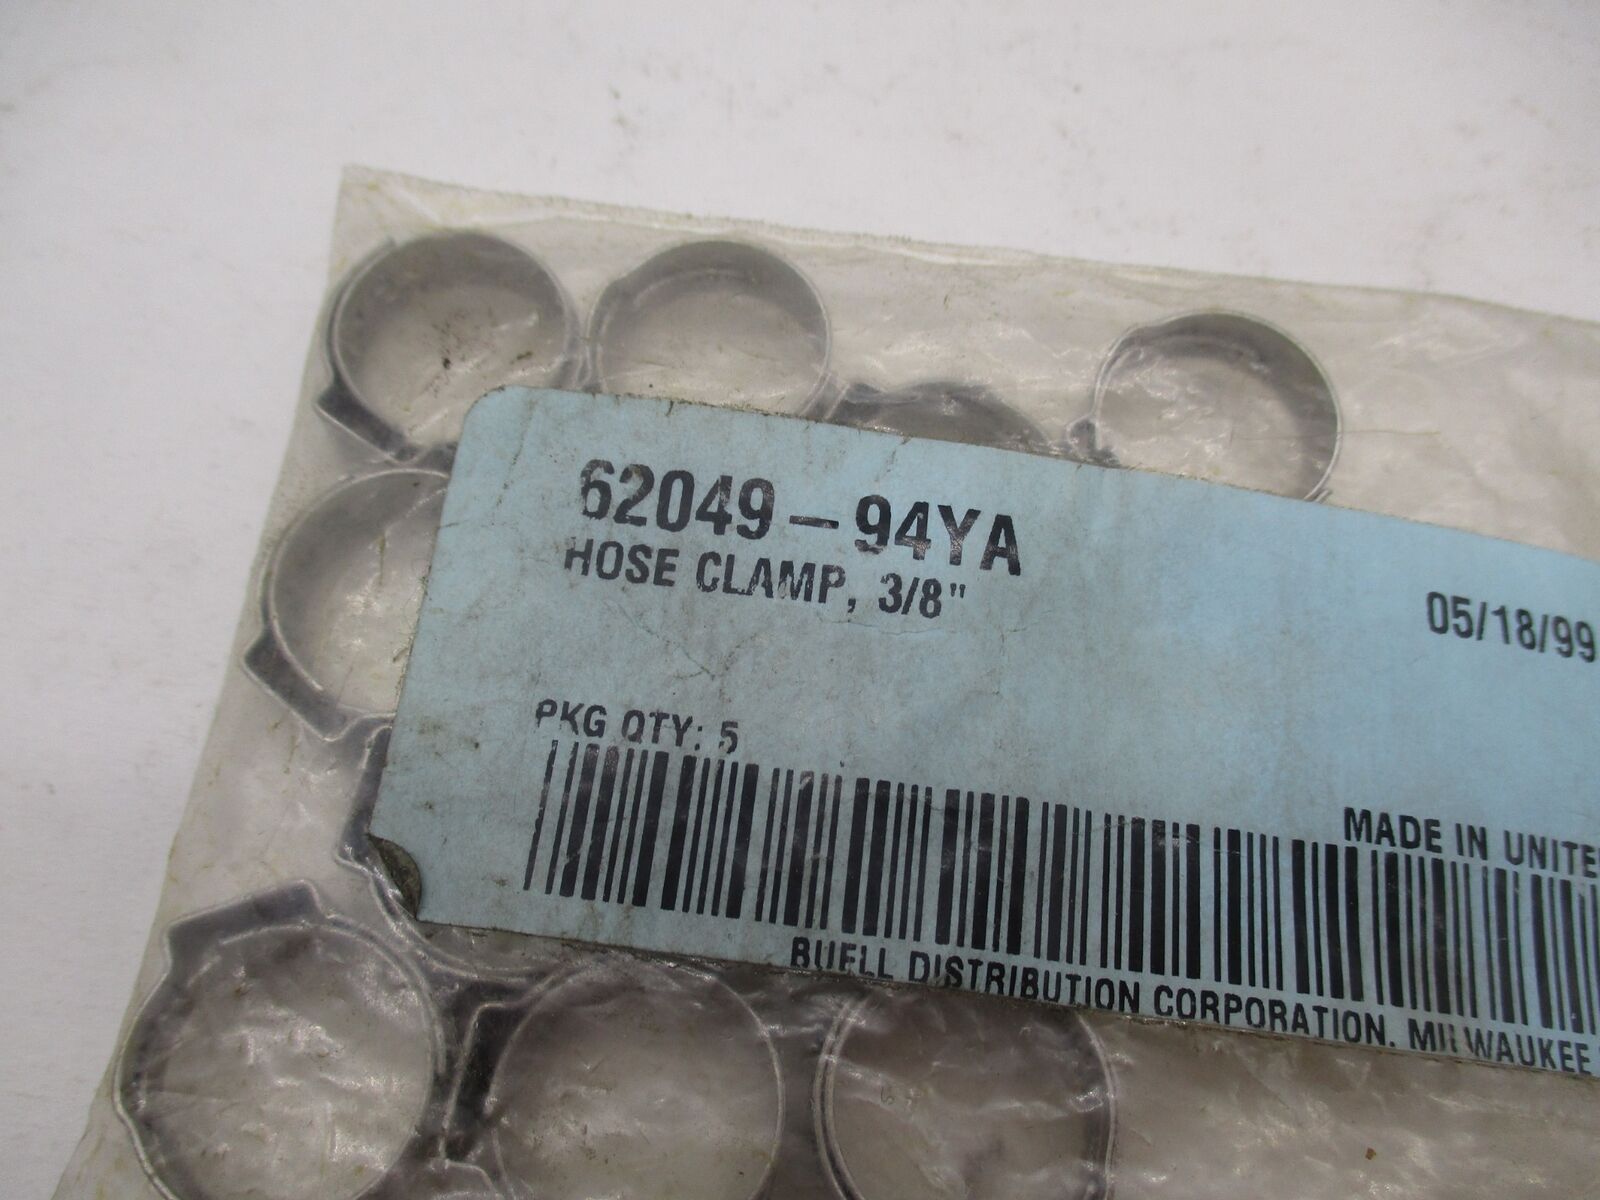 62049-94YA
HOSE CLAMP, 3/8"
05/18/99
PKG QTY: 5
MADE IN UNITE
BUELL DISTRIBUTION CORPORATION. MILWAUKEE